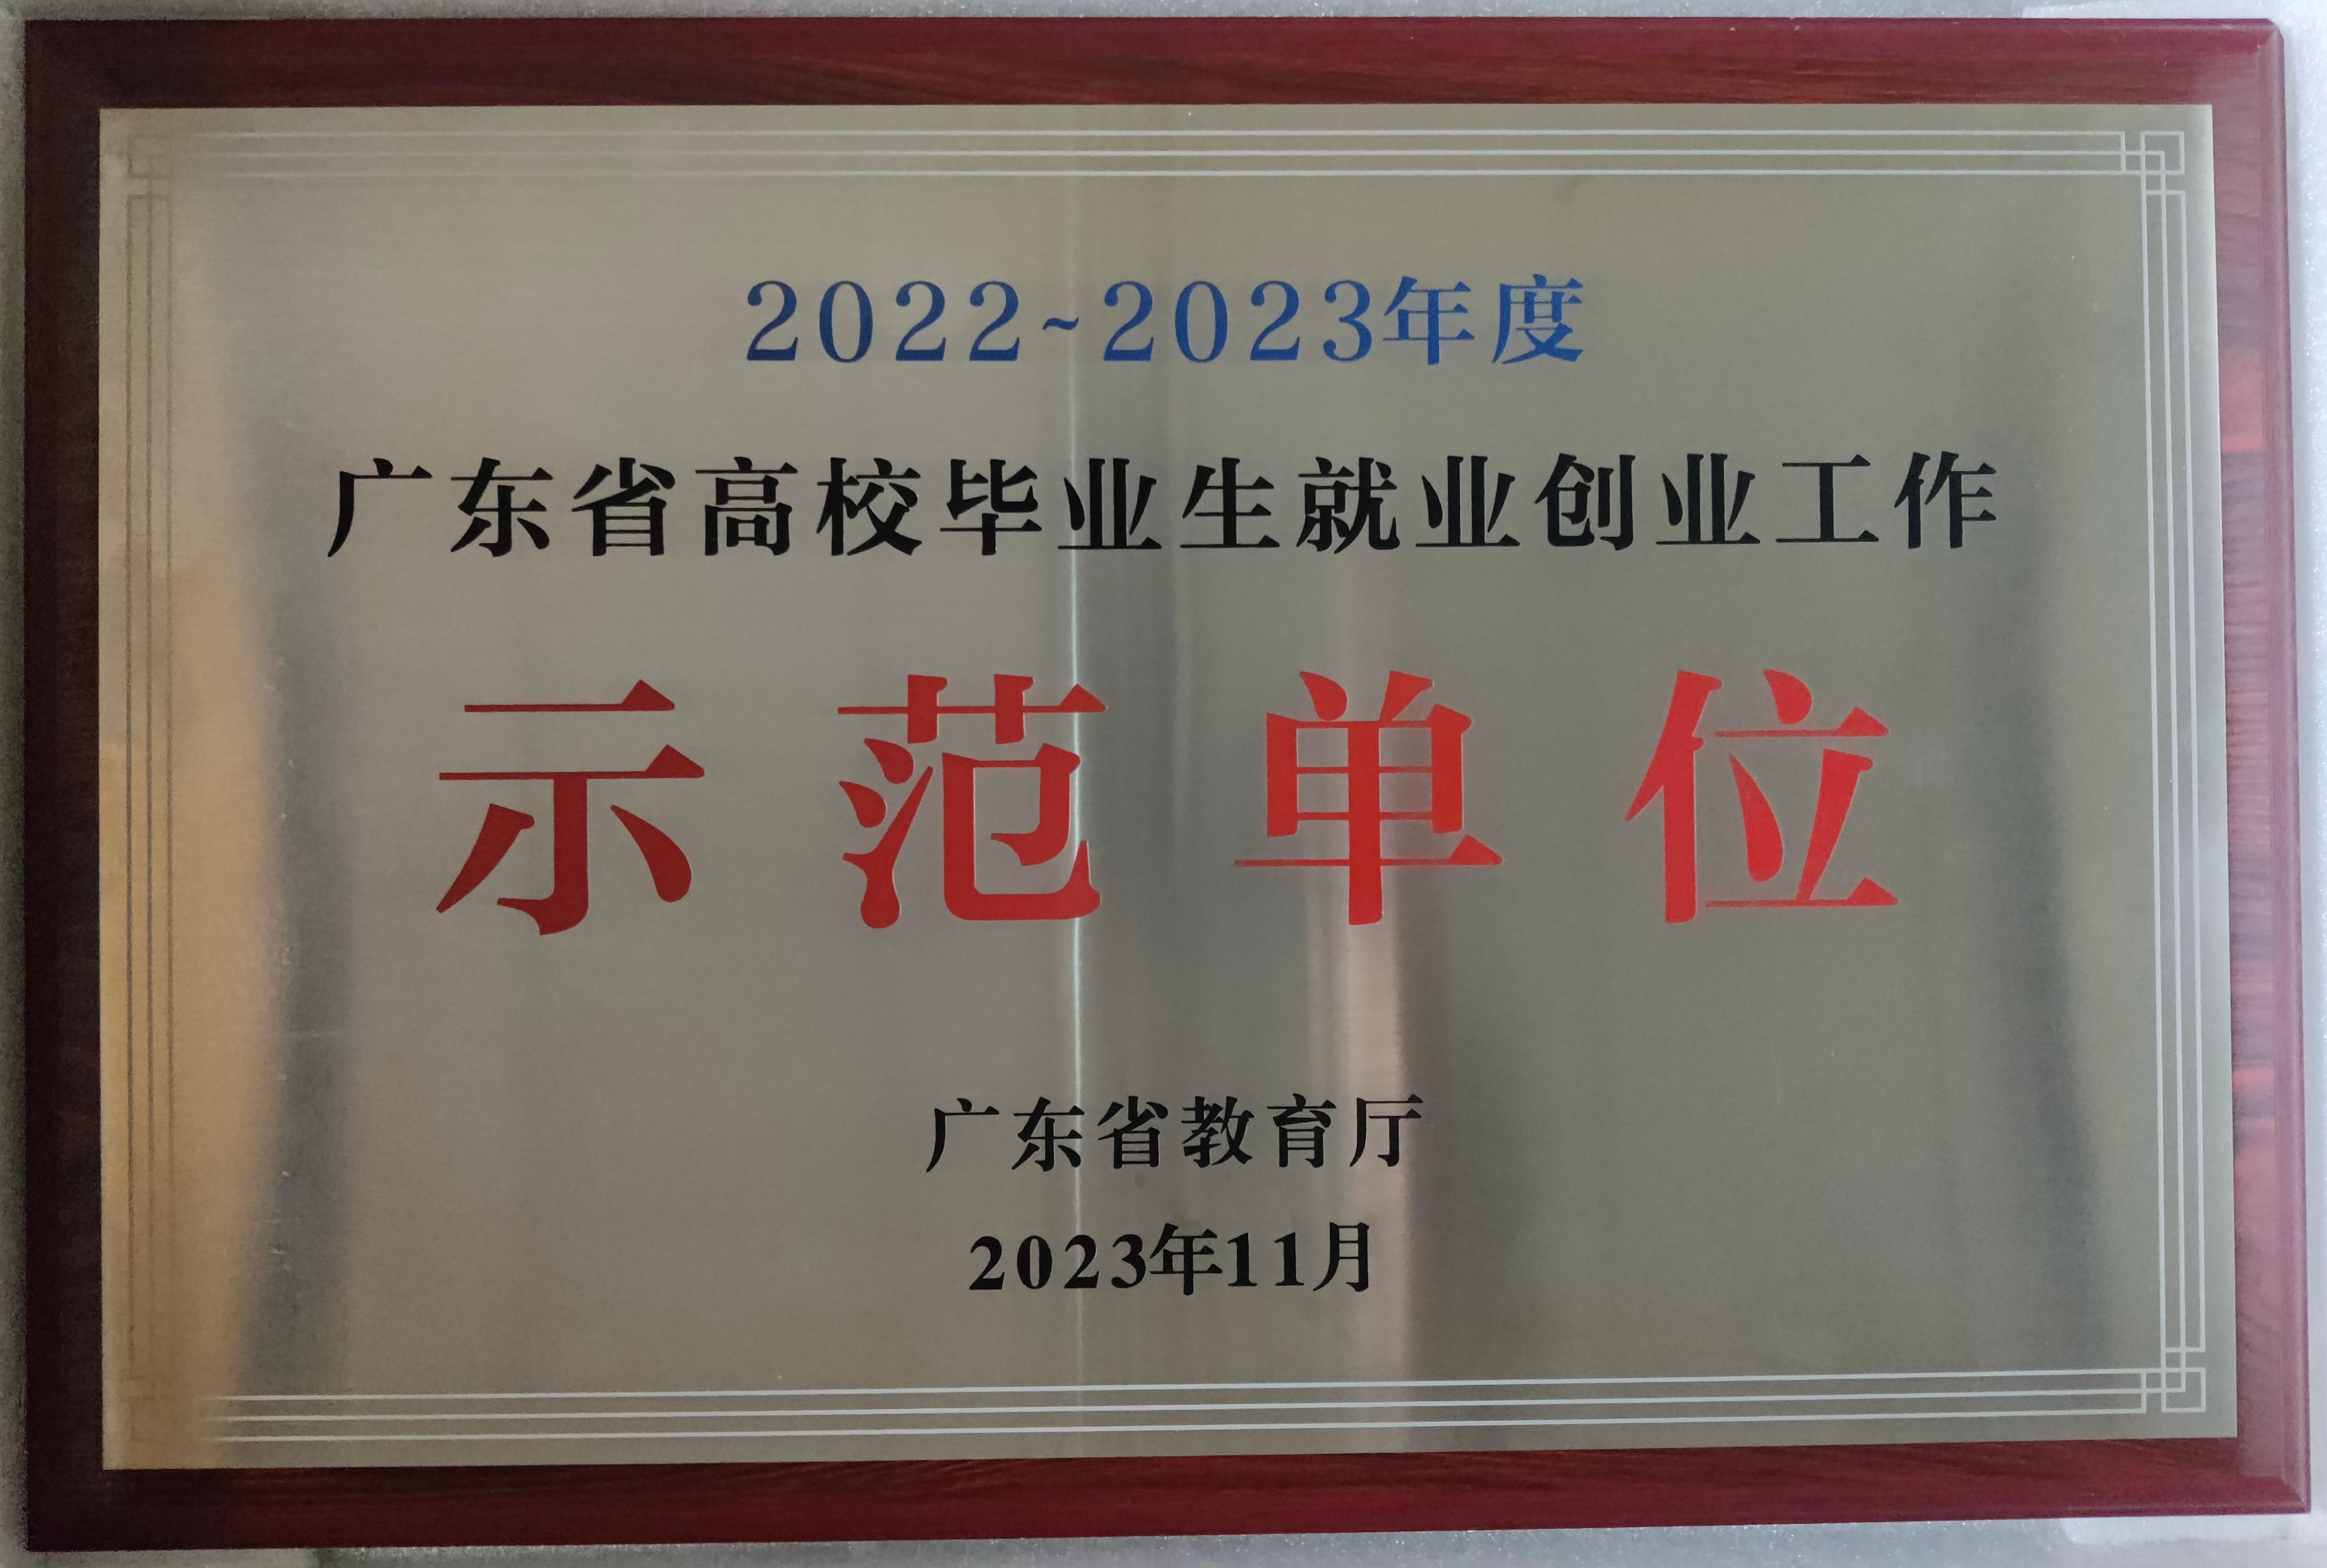 2022~2023年度
广东省高校毕业生就业创业工作
示范单位
广东省教育厅
2023年11月